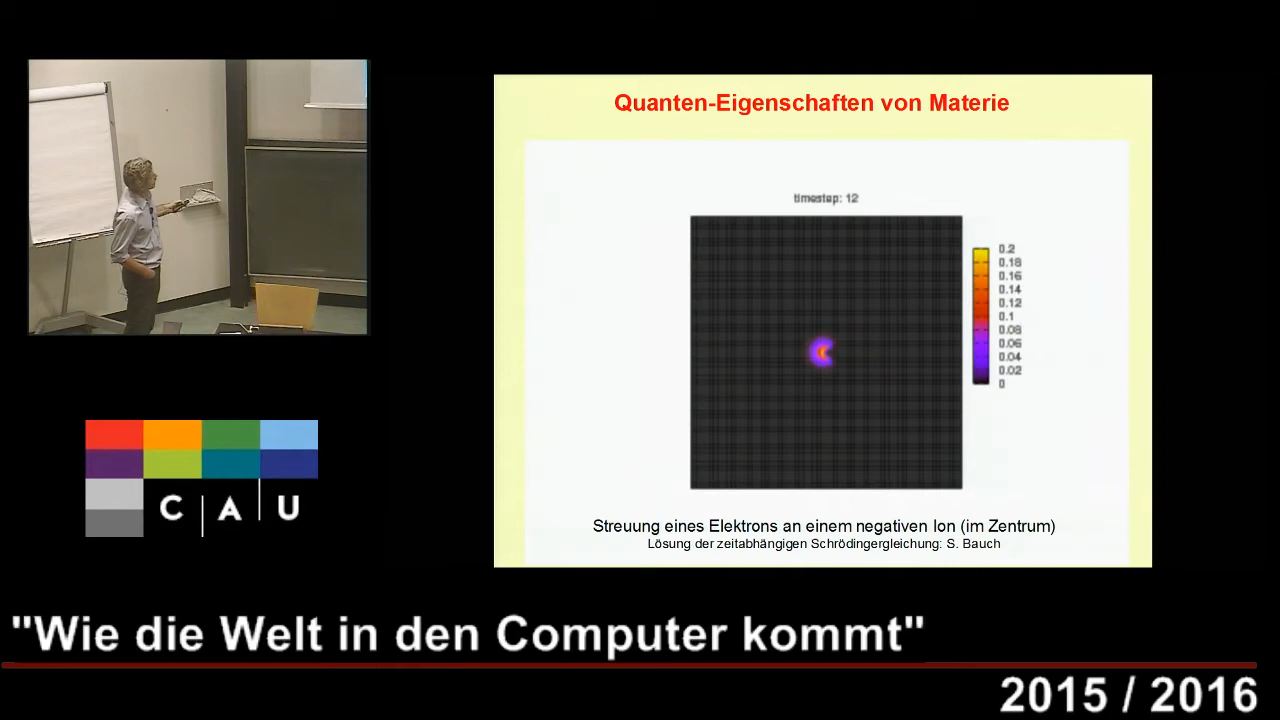 Quanten-Eigenschaften von Materie
timestep: 12
0.2
0.18
0.16
0.14
0.12
0.1
0.08
0.06
0.04
0.02
0
Streuung eines Elektrons an einem negativen Ion (im Zentrum)
Lösung der zeitabhängigen Schrödingergleichung: S. Bauch
C A U
"Wie die Welt in den Computer kommt"
2015 / 2016